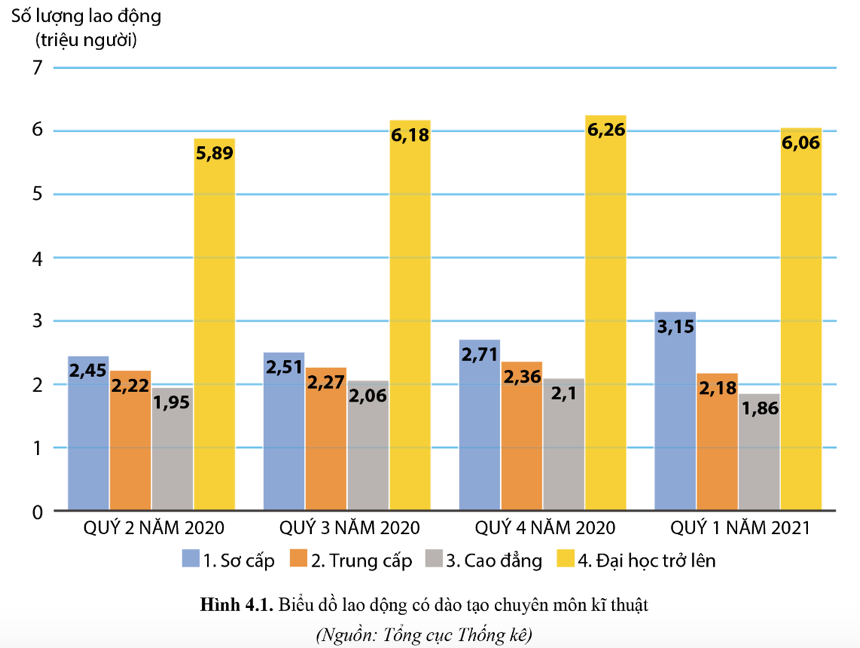 Số lượng lao động
(triệu người)
7
6
5
4
3
2
1
0
2,45
2,22
1,95
5,89
2,51
2,27
2,06
6,18
2,71
2,36
2,1
6,26
3,15
2,18
1,86
6,06
QUÝ 2 NĂM 2020
QUÝ 3 NĂM 2020
QUÝ 4 NĂM 2020
QUÝ 1 NĂM 2021
1. Sơ cấp
2. Trung cấp
3. Cao đẳng
4. Đại học trở lên
Hình 4.1. Biểu đồ lao động có đào tạo chuyên môn kĩ thuật
(Nguồn: Tổng cục Thống kê)